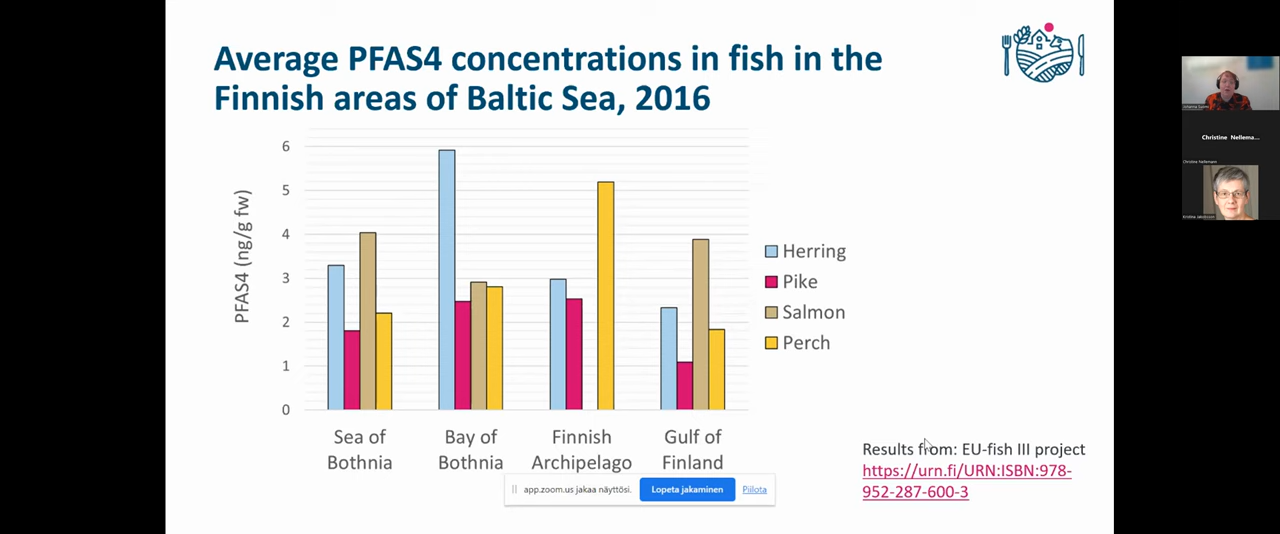 Average PFAS4 concentrations in fish in the
Finnish areas of Baltic Sea, 2016
PFAS4 (ng/g fw)
6
5
4
3
2
1
0
Sea of
Bothnia
Bay of
Bothnia
Finnish
Archipelago
Gulf of
Finland
Herring
Pike
Salmon
Perch
Results from: EU-fish III project
https://urn.fi/URN:ISBN:978-
952-287-600-3
app.zoom.us jakaa näyttösi.
Lopeta jakaminen
Piilota
Christine Nellema...
Christine Nellemann